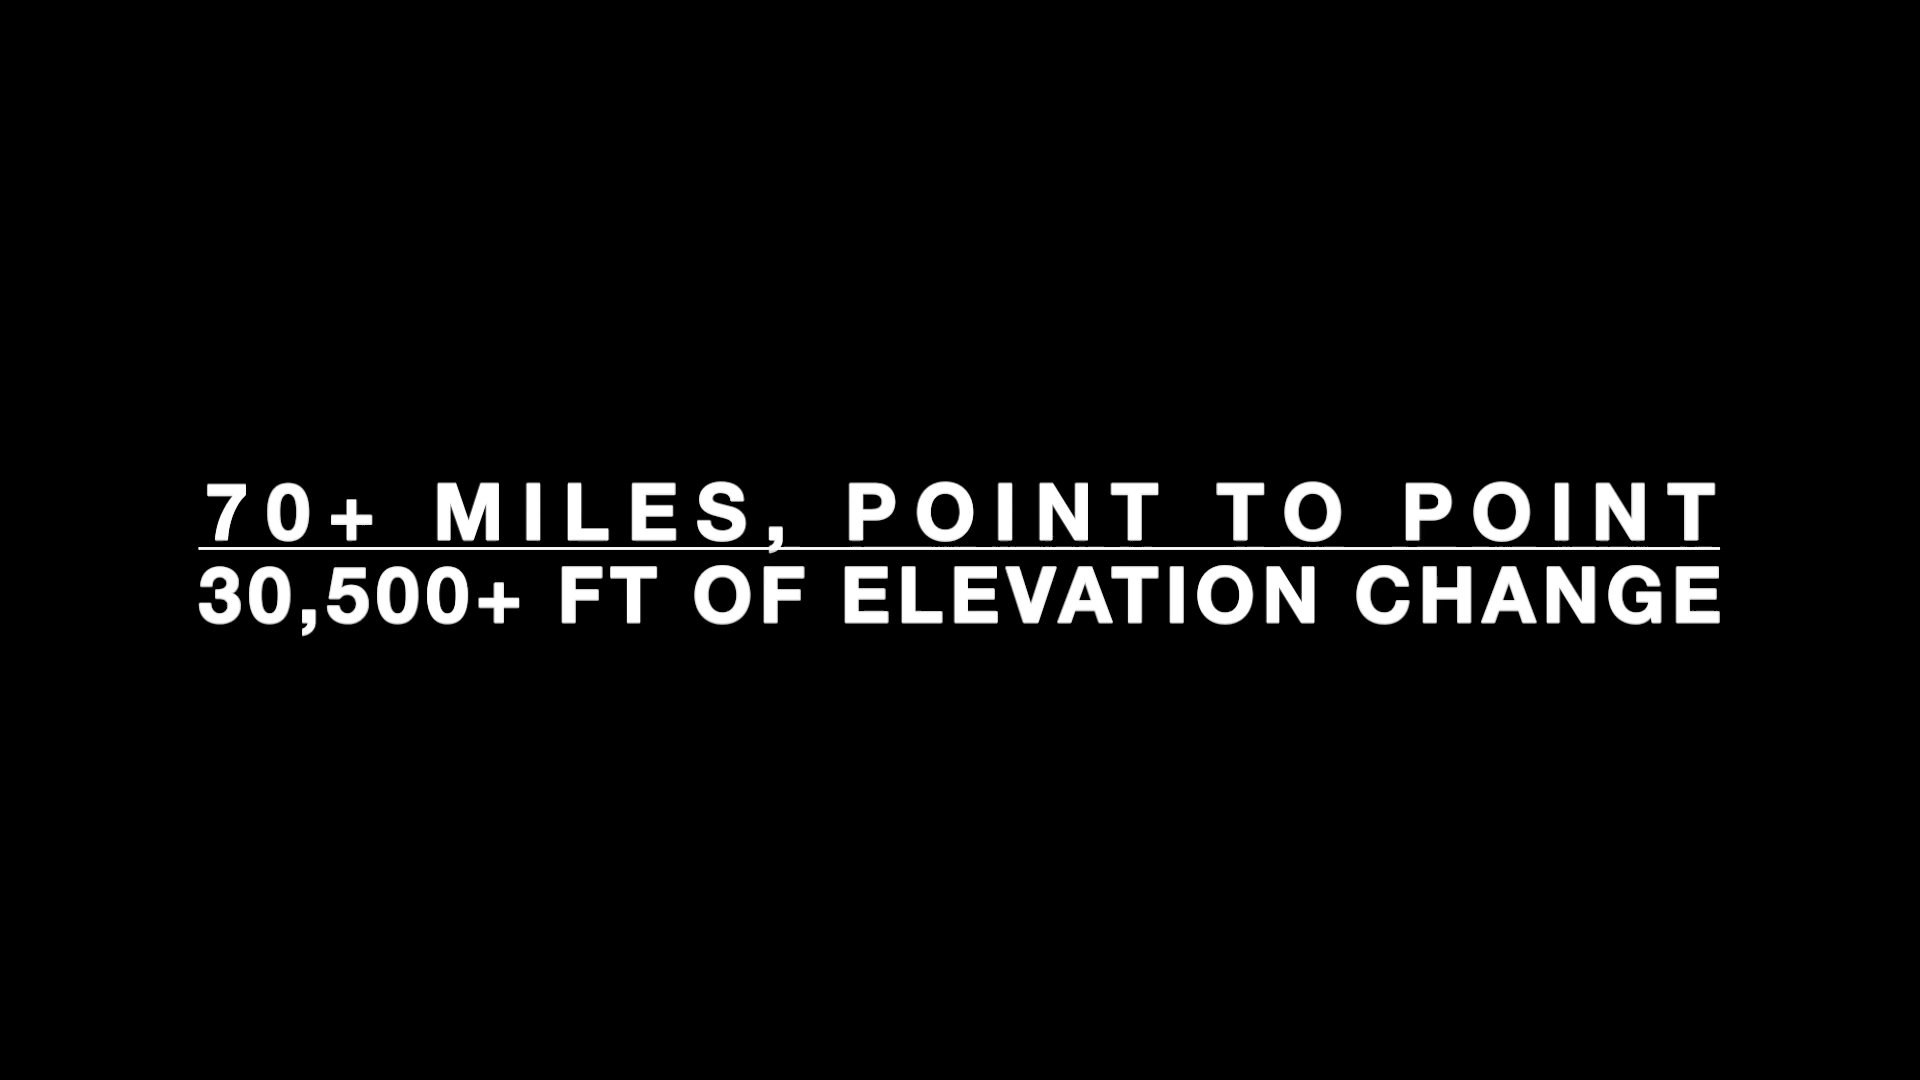 70+ MILES, POINT TO POINT
30,500+ FT OF ELEVATION CHANGE